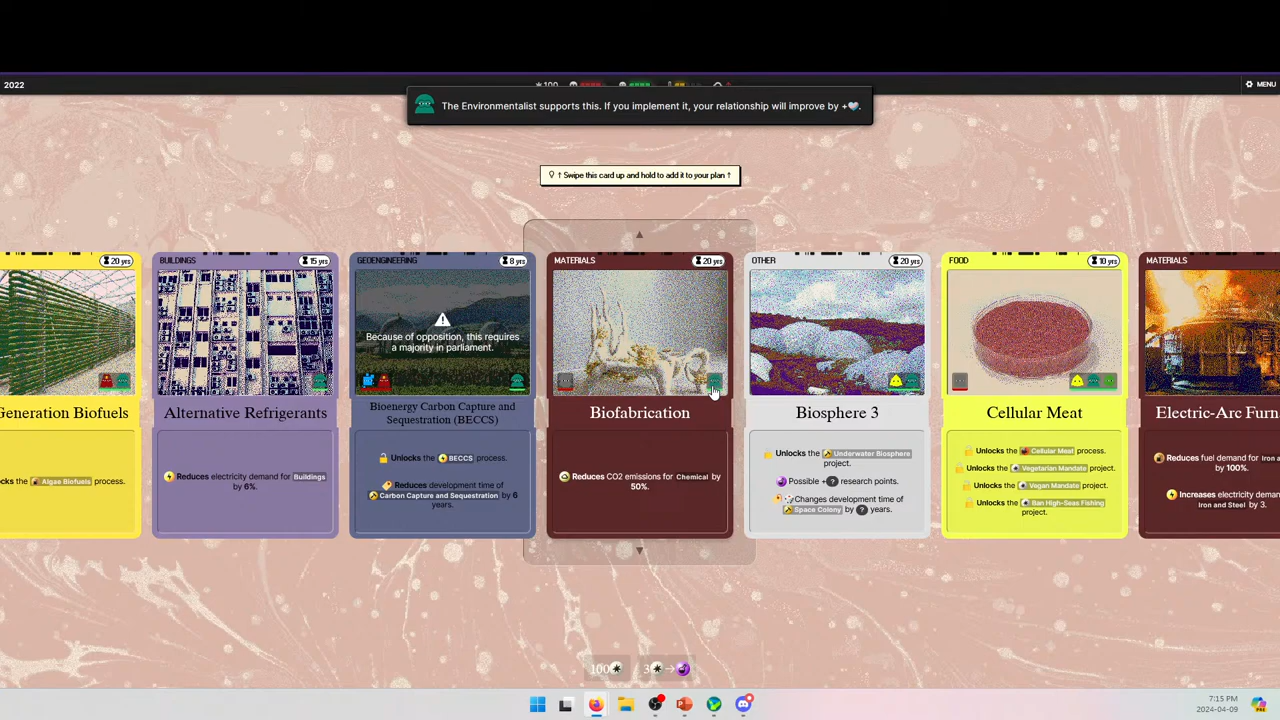 2022
100
MENU
The Environmentalist supports this. If you implement it, your relationship will improve by +
↑ Swipe this card up and hold to add it to your plan ↑
20 yrs
Generation Biofuels
Algae Biofuels process.
BUILDINGS
15 yrs
Alternative Refrigerants
Reduces electricity demand for Buildings
by 6%.
GEOENGINEERING
8 yrs
Because of opposition, this requires
a majority in parliament.
Bioenergy Carbon Capture and
Sequestration (BECCS)
Unlocks the BECCS process.
Reduces development time of
Carbon Capture and Sequestration by 6
years.
MATERIALS
20 yrs
Biofabrication
Reduces CO2 emissions for Chemical by
50%.
OTHER
20 yrs
Biosphere 3
Unlocks the Underwater Biosphere
project.
Possible +? research points.
Changes development time of
Space Colony by ? years.
FOOD
10 yrs
Cellular Meat
Unlocks the Cellular Meat process.
Unlocks the Vegetarian Mandate project.
Unlocks the Vegan Mandate project.
Unlocks the Ban High-Seas Fishing
project.
MATERIALS
Electric-Arc Furn
Reduces fuel demand for Iron a
by 100%.
Increases electricity deman
Iron and Steel by 3.
100
3 →
7:15 PM
2024-04-09